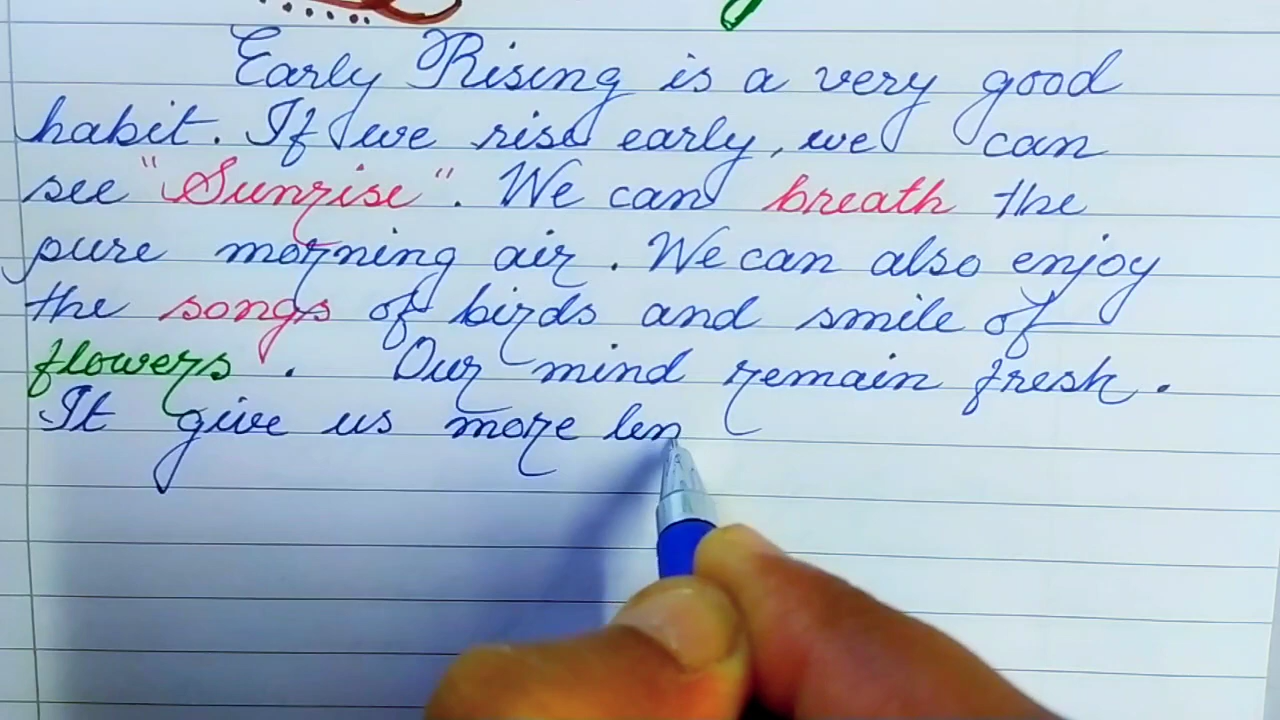 Early Rising is a very good
habit. If we rise early, we can
see "Sunrise". We can breath the
pure morning air. We can also enjoy
the songs of birds and smile of
flowers. Our mind remain fresh.
It give us more len